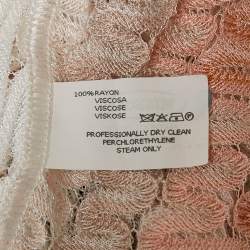 100%RAYON
VISCOSA
VISCOSE
VISKOSE
PROFESSIONALLY DRY CLEAN
PERCHLORETHYLENE
STEAM ONLY